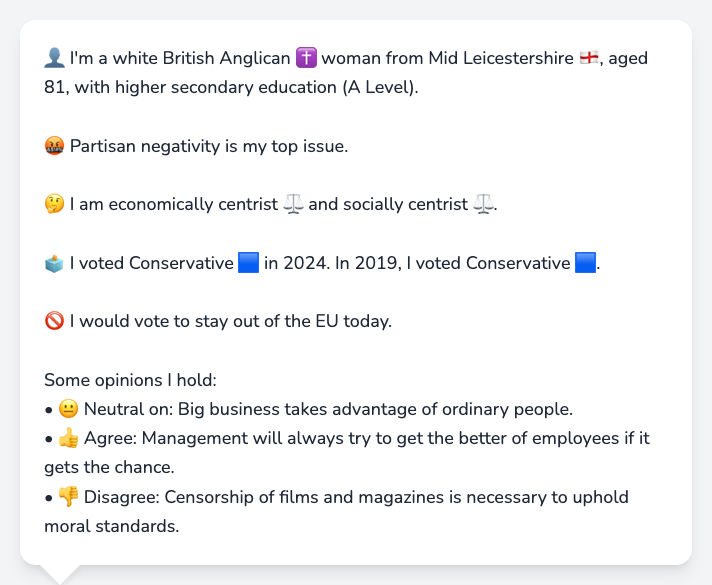 👤 I'm a white British Anglican ✝️ woman from Mid Leicestershire 🏴󠁧󠁢󠁥󠁮󠁧󠁿, aged
81, with higher secondary education (A Level).
🤬 Partisan negativity is my top issue.
🤔 I am economically centrist ⚖️ and socially centrist ⚖️.
🗳️ I voted Conservative 🟦 in 2024. In 2019, I voted Conservative 🟦.
🚫 I would vote to stay out of the EU today.
Some opinions I hold:
• 😐 Neutral on: Big business takes advantage of ordinary people.
• 👍 Agree: Management will always try to get the better of employees if it
gets the chance.
• 👎 Disagree: Censorship of films and magazines is necessary to uphold
moral standards.